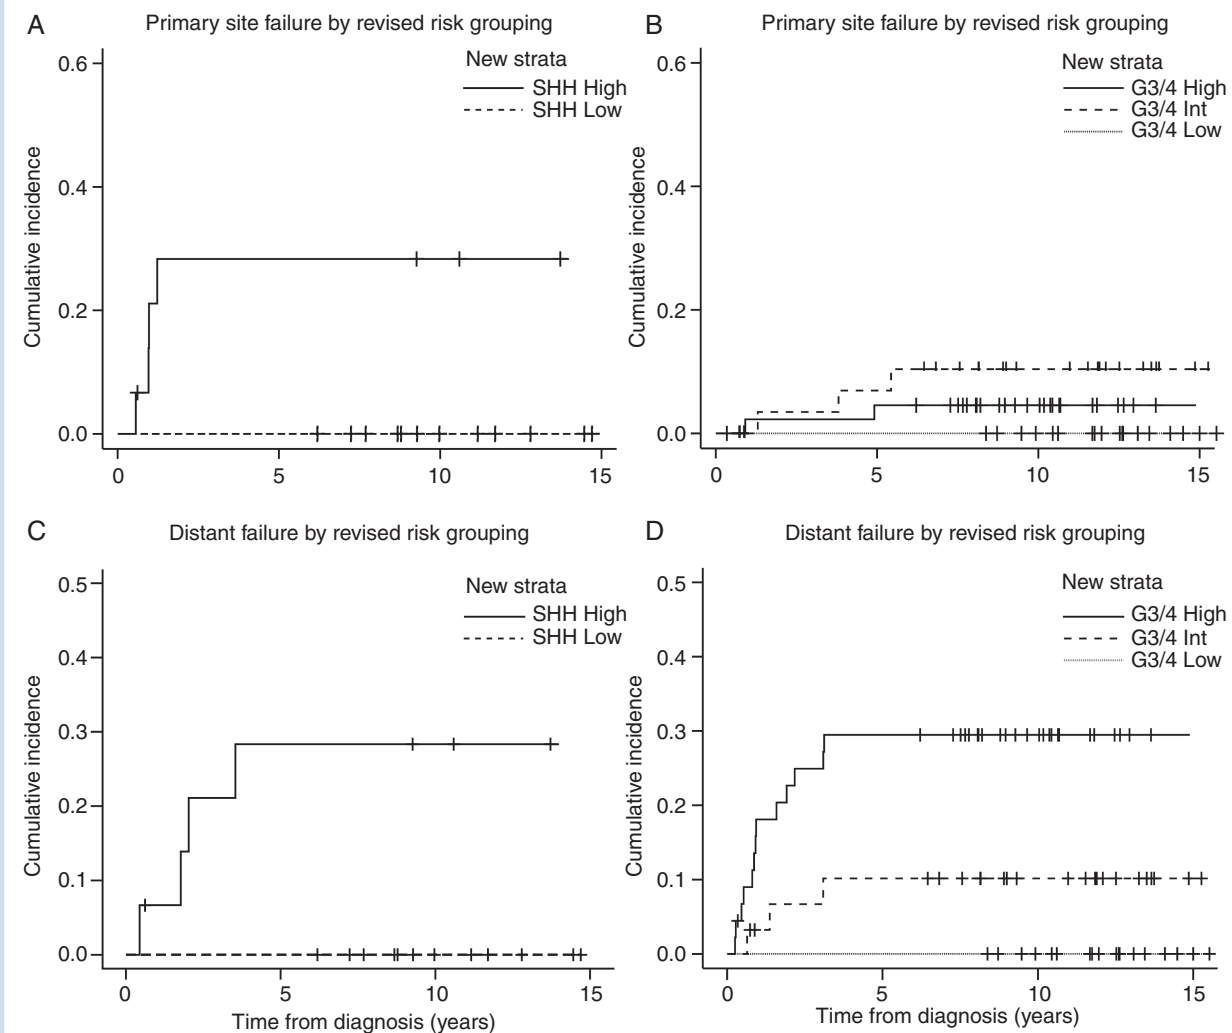 A
Primary site failure by revised risk grouping
New strata
SHH High
SHH Low
Cumulative incidence
0.6
0.4
0.2
0.0
0
5
10
15
B
Primary site failure by revised risk grouping
New strata
G3/4 High
G3/4 Int
G3/4 Low
Cumulative incidence
0.6
0.4
0.2
0.0
0
5
10
15
C
Distant failure by revised risk grouping
New strata
SHH High
SHH Low
Cumulative incidence
0.5
0.4
0.3
0.2
0.1
0.0
0
5
10
15
Time from diagnosis (years)
D
Distant failure by revised risk grouping
New strata
G3/4 High
G3/4 Int
G3/4 Low
Cumulative incidence
0.5
0.4
0.3
0.2
0.1
0.0
0
5
10
15
Time from diagnosis (years)